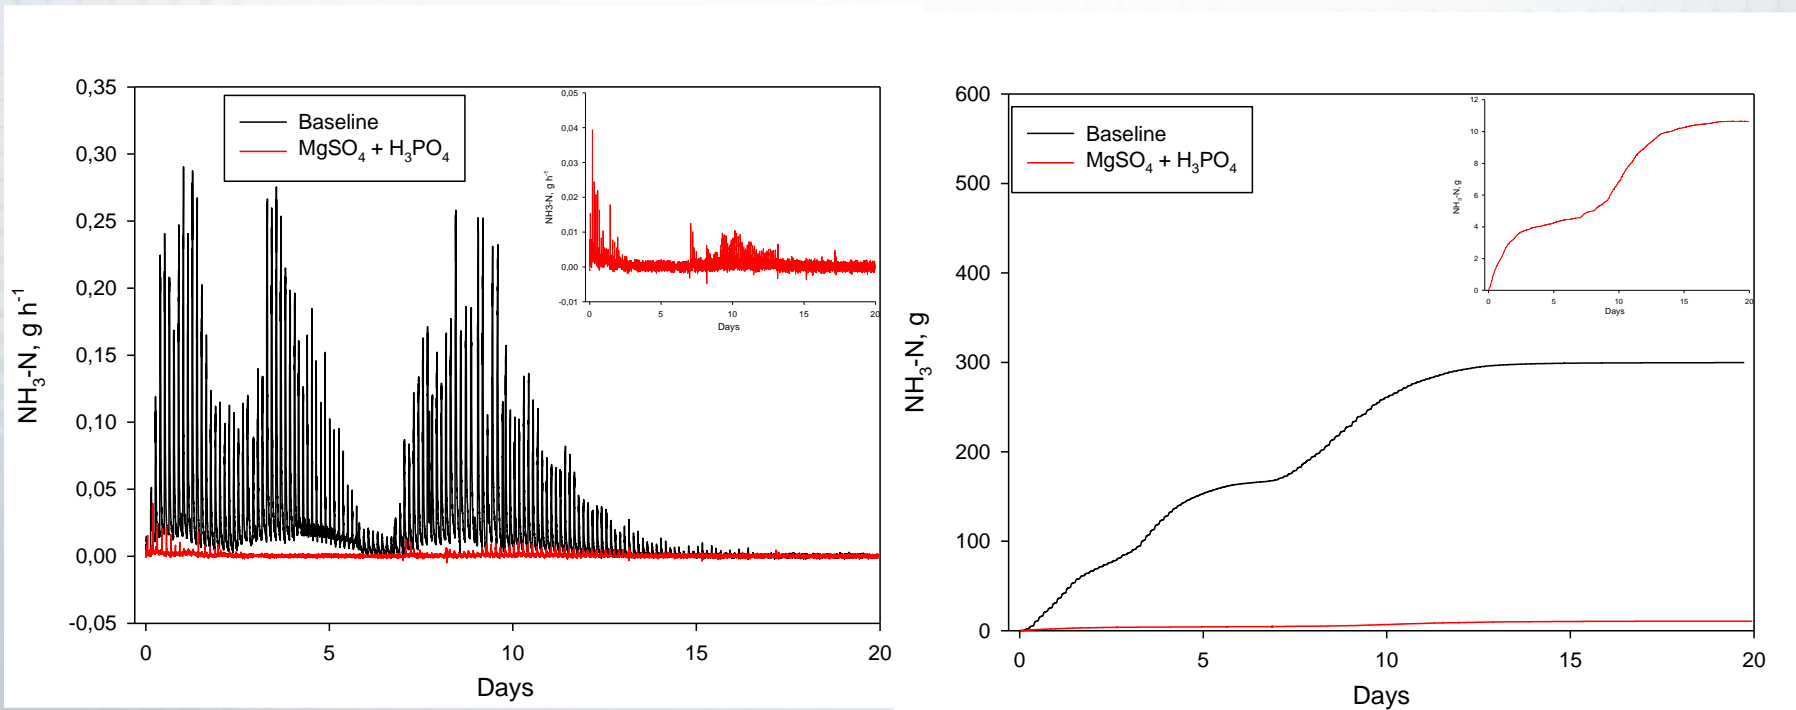 0,35
0,30
0,25
0,20
0,15
0,10
0,05
0,00
-0,05
NH₃-N, g h⁻¹
Baseline
MgSO₄ + H₃PO₄
0 5 10 15 20
Days
0,05
0,04
0,03
0,02
0,01
0,00
-0,01
NH3-N, g h⁻¹
0 5 10 15 20
Days
600
500
400
300
200
100
0
NH₃-N, g
Baseline
MgSO₄ + H₃PO₄
0 5 10 15 20
Days
12
10
8
6
4
2
0
NH₃-N, g
0 5 10 15 20
Days